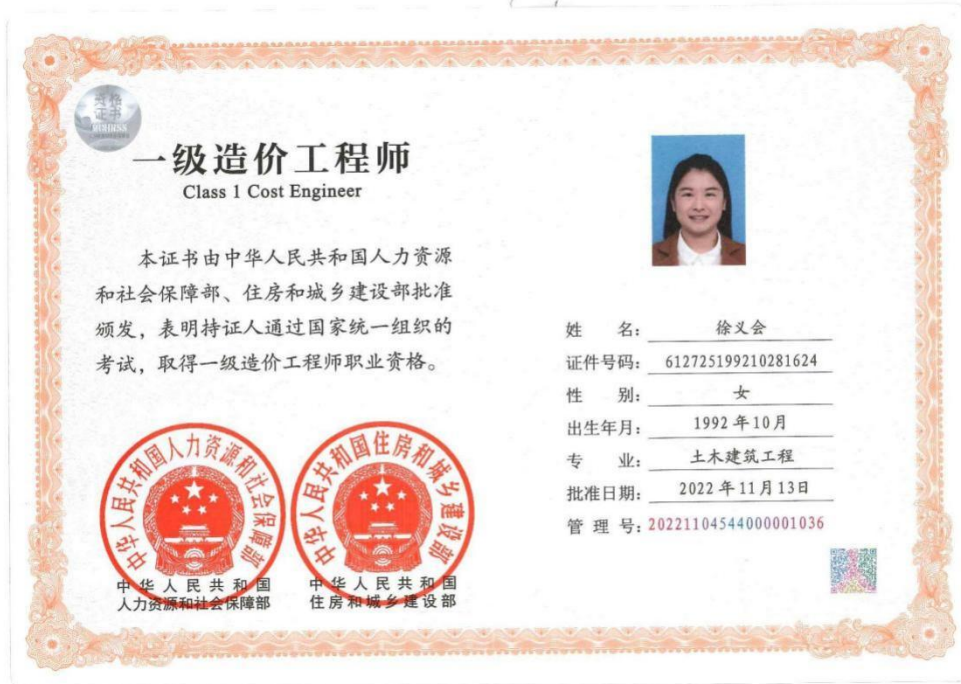 资格
证书
一级造价工程师
Class 1 Cost Engineer
本证书由中华人民共和国人力资源
和社会保障部、住房和城乡建设部批准
颁发，表明持证人通过国家统一组织的
考试，取得一级造价工程师职业资格。
姓 名： 徐义会
证件号码： 612725199210281624
性 别： 女
出生年月： 1992年10月
专 业： 土木建筑工程
批准日期： 2022年11月13日
管 理 号： 20221104544000001036
中华人民共和国人力资源和社会保障部
中华人民共和国住房和城乡建设部
中华人民共和国
人力资源和社会保障部
中华人民共和国
住房和城乡建设部